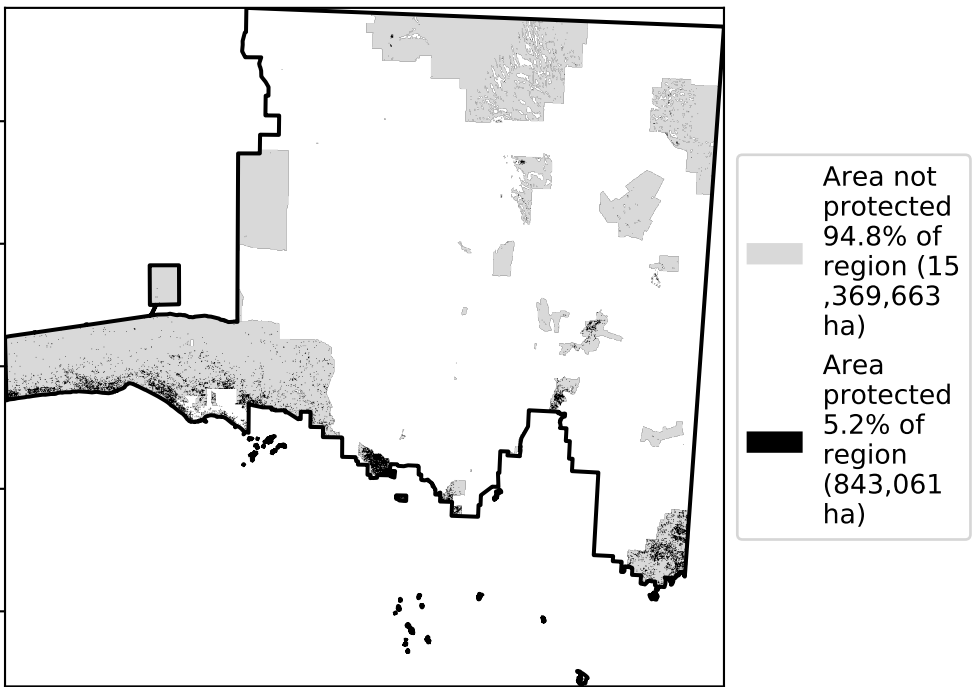 Area not
protected
94.8% of
region (15
,369,663
ha)
Area
protected
5.2% of
region
(843,061
ha)